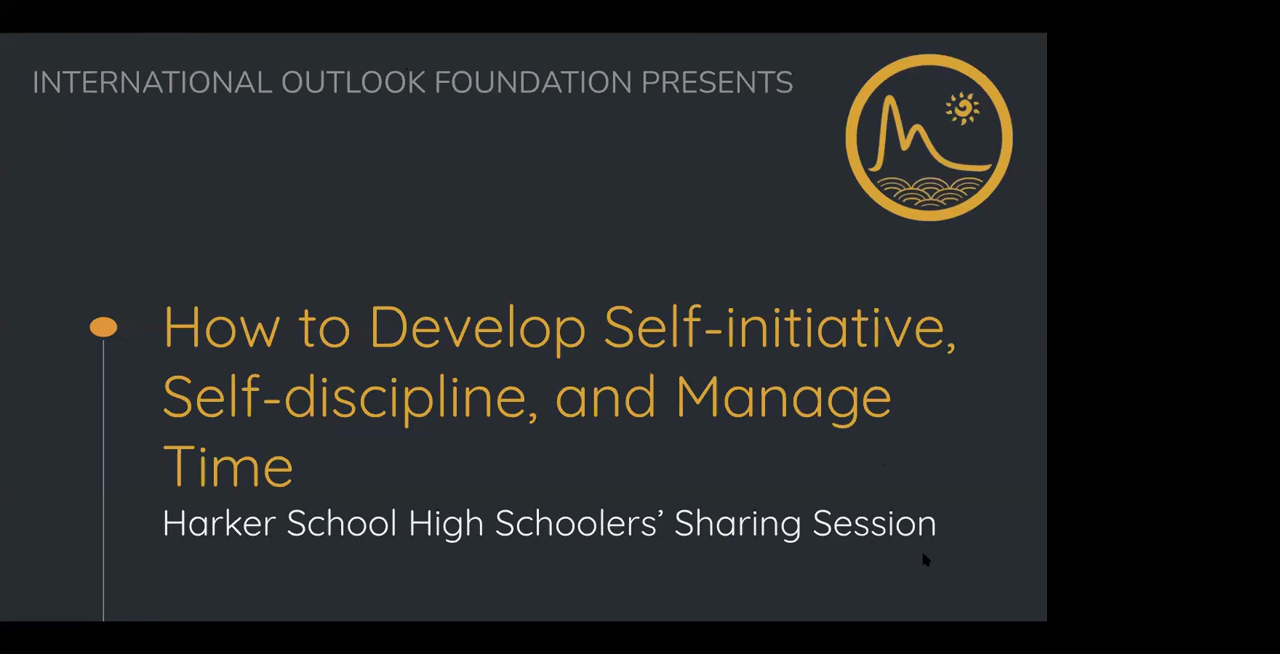 INTERNATIONAL OUTLOOK FOUNDATION PRESENTS
How to Develop Self-initiative,
Self-discipline, and Manage
Time
Harker School High Schoolers’ Sharing Session